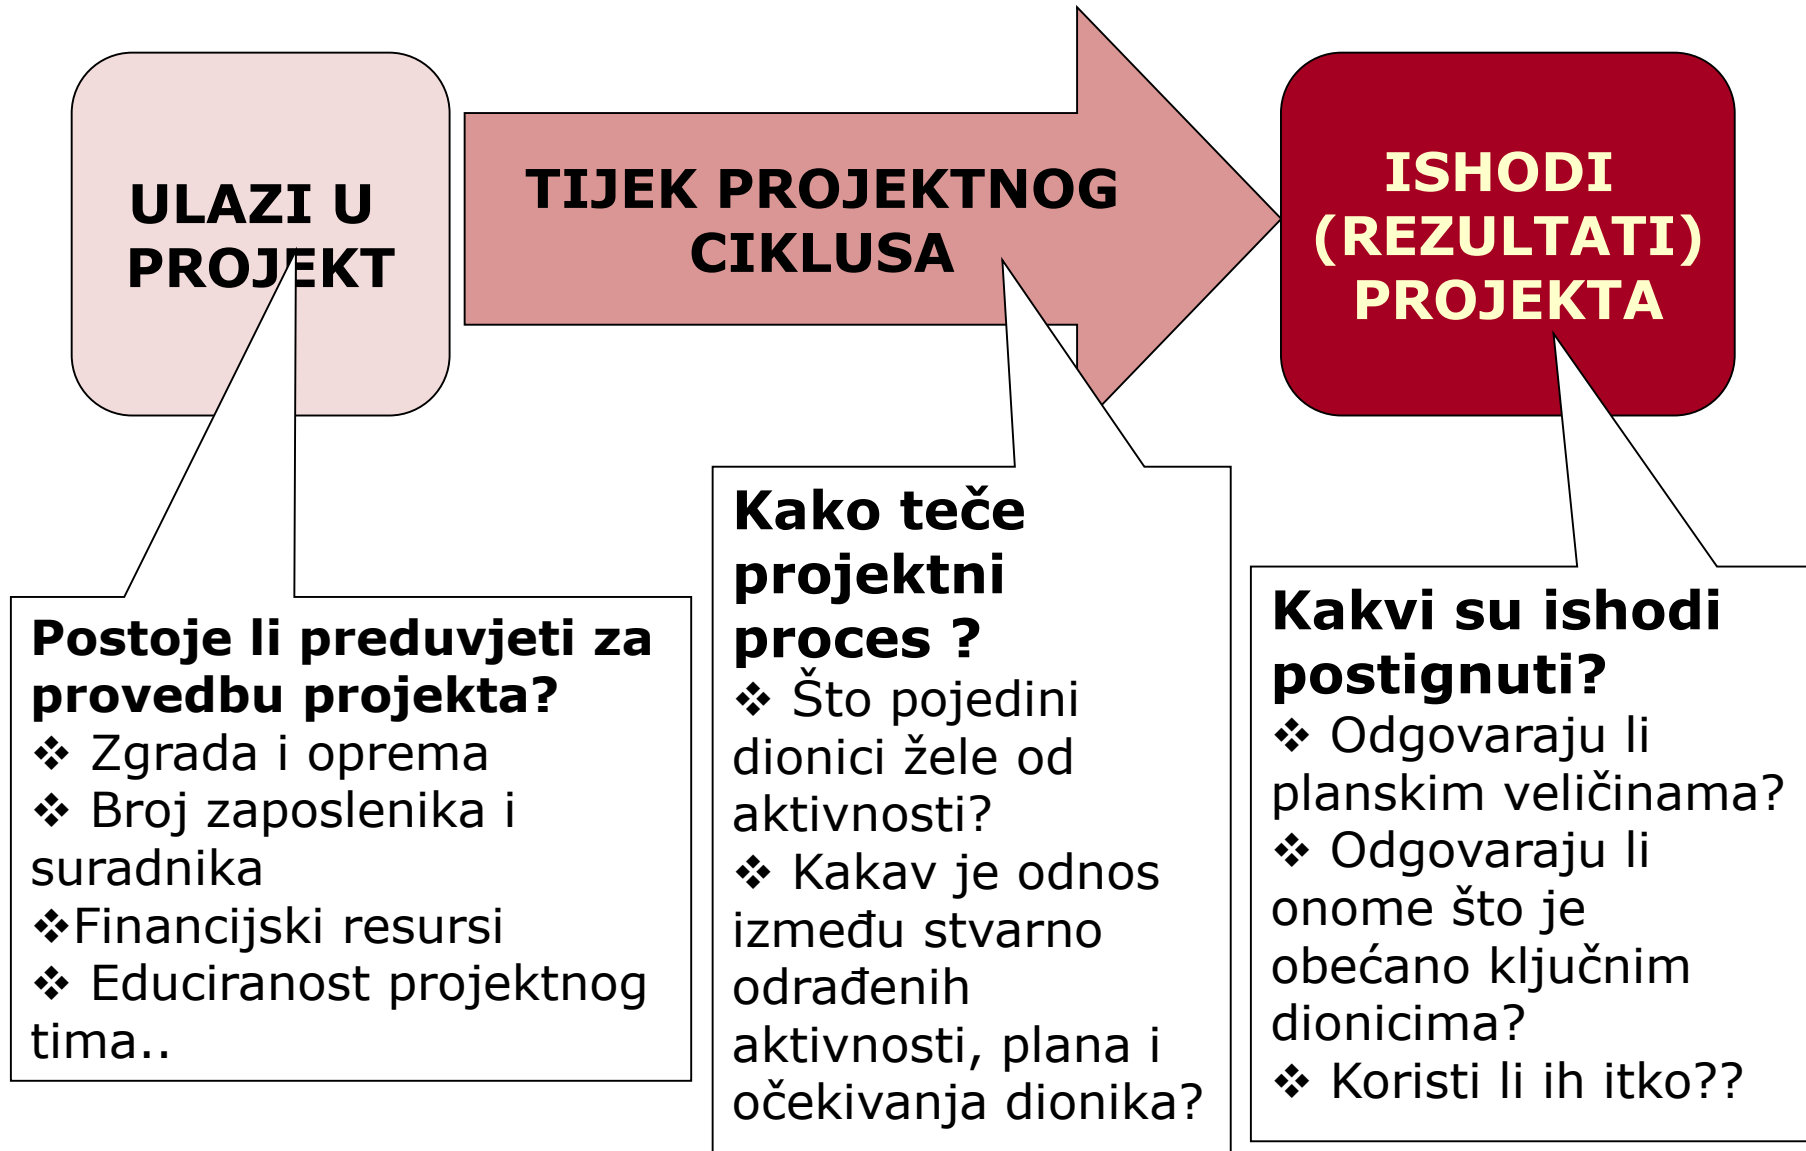 ULAZI U
PROJEKT
TIJEK PROJEKTNOG
CIKLUSA
ISHODI
(REZULTATI)
PROJEKTA
Postoje li preduvjeti za
provedbu projekta?
❖ Zgrada i oprema
❖ Broj zaposlenika i
suradnika
❖Financijski resursi
❖ Educiranost projektnog
tima..
Kako teče
projektni
proces ?
❖ Što pojedini
dionici žele od
aktivnosti?
❖ Kakav je odnos
između stvarno
odrađenih
aktivnosti, plana i
očekivanja dionika?
Kakvi su ishodi
postignuti?
❖ Odgovaraju li
planskim veličinama?
❖ Odgovaraju li
onome što je
obećano ključnim
dionicima?
❖ Koristi li ih itko??